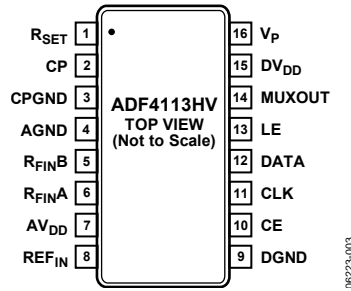 RSET 1
CP 2
CPGND 3
AGND 4
RFINB 5
RFINA 6
AVDD 7
REFIN 8
ADF4113HV
TOP VIEW
(Not to Scale)
16 VP
15 DVDD
14 MUXOUT
13 LE
12 DATA
11 CLK
10 CE
9 DGND
06223-003